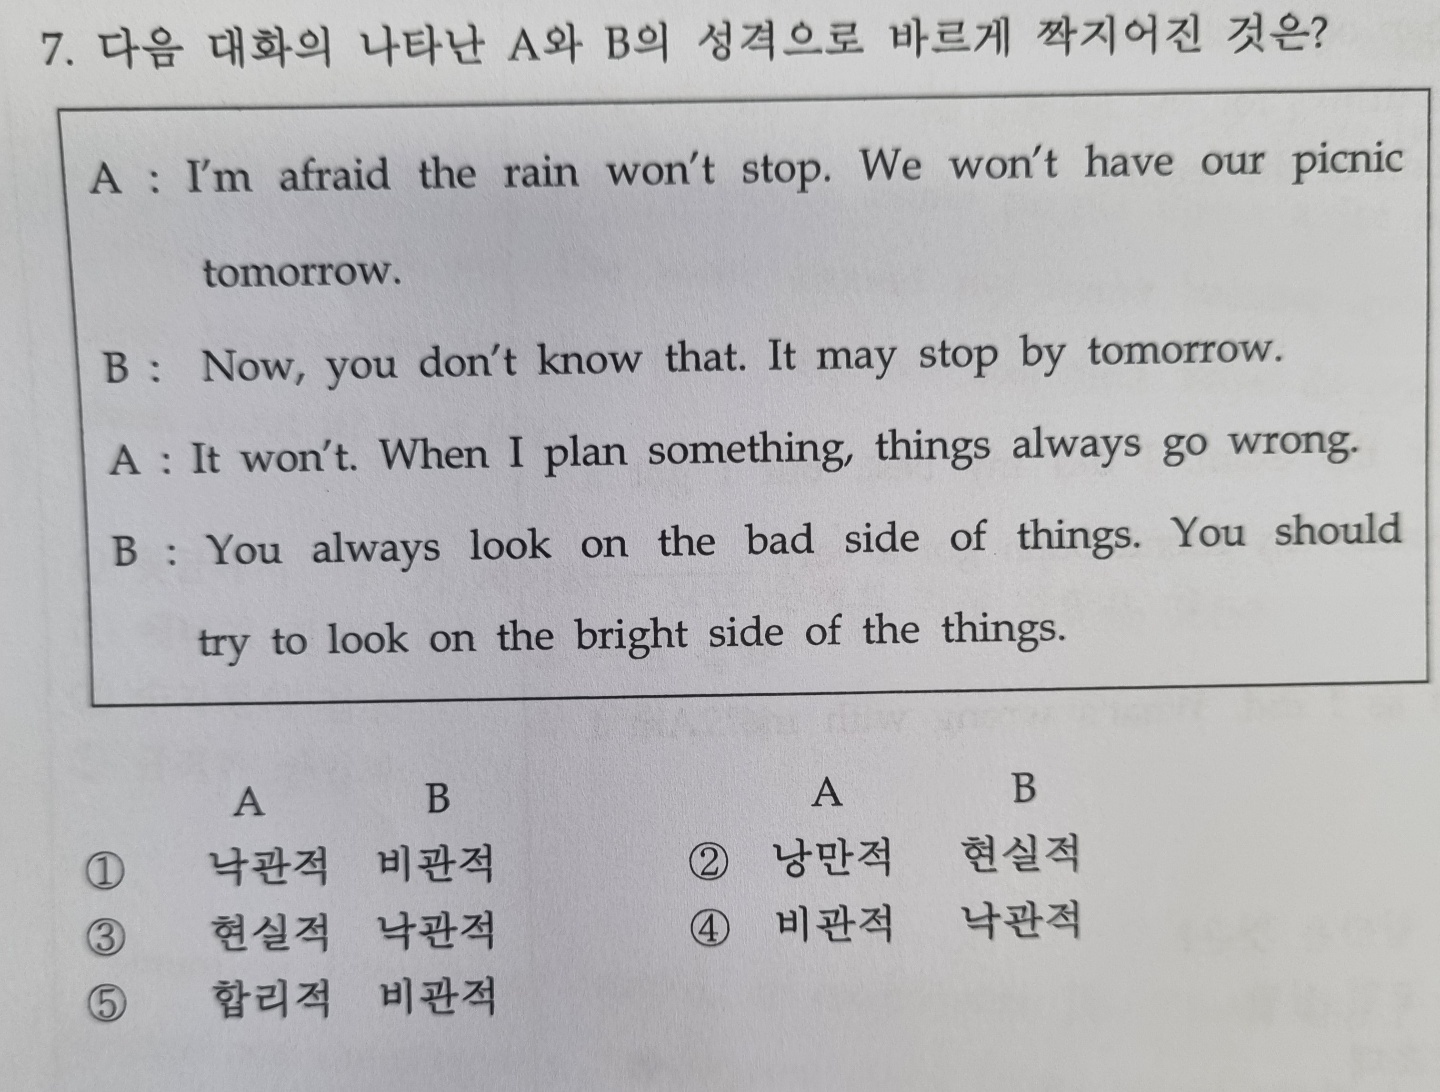 7. 다음 대화의 나타난 A와 B의 성격으로 바르게 짝지어진 것은?
A : I'm afraid the rain won't stop. We won't have our picnic
tomorrow.
B : Now, you don't know that. It may stop by tomorrow.
A : It won't. When I plan something, things always go wrong.
B : You always look on the bad side of things. You should
try to look on the bright side of the things.
A B A B
① 낙관적 비관적 ② 낭만적 현실적
③ 현실적 낙관적 ④ 비관적 낙관적
⑤ 합리적 비관적